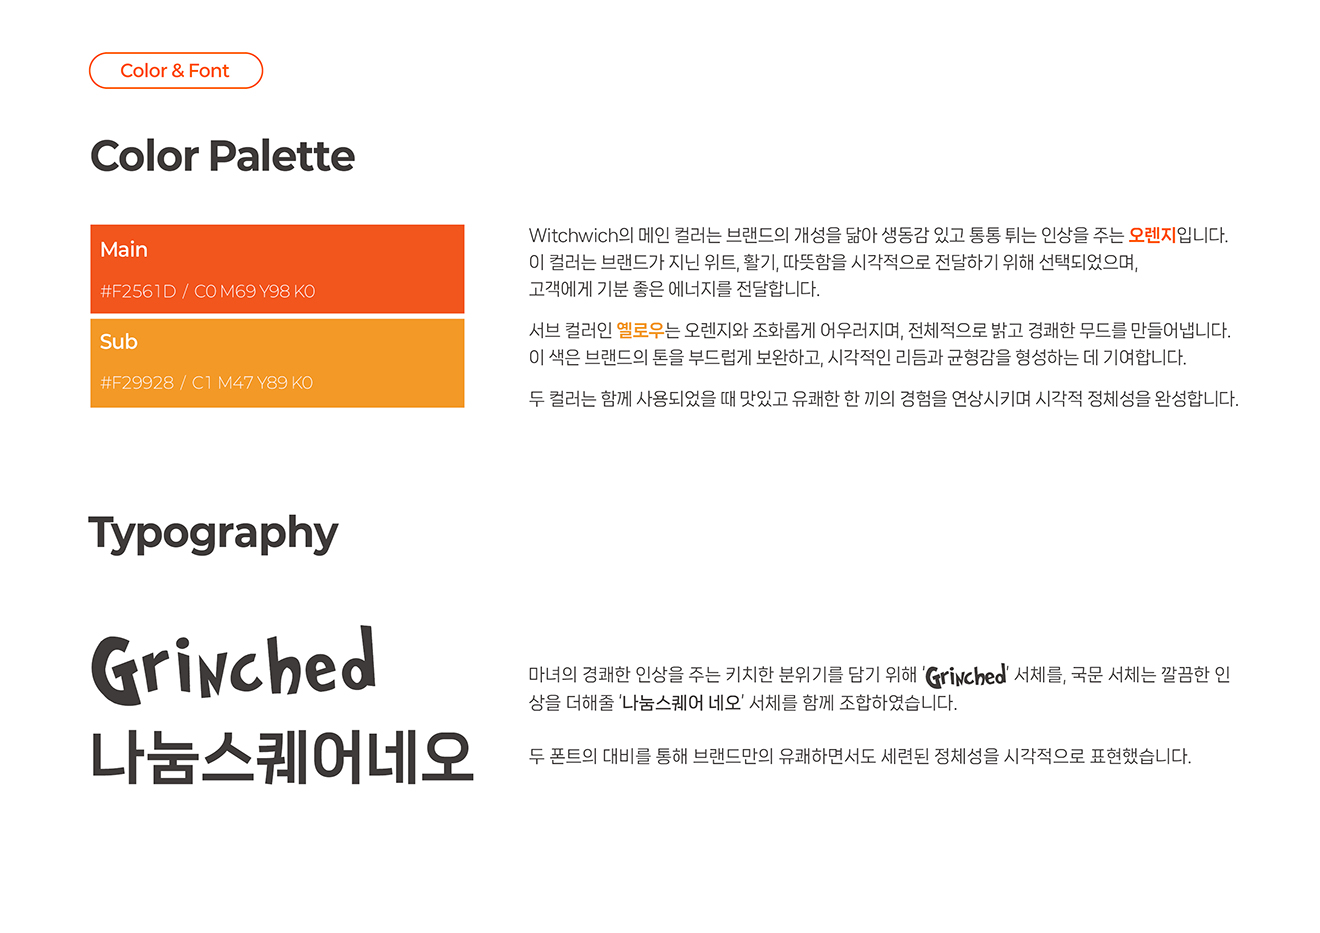 Color & Font
Color Palette
Main
#F2561D / C0 M69 Y98 K0
Sub
#F29928 / C1 M47 Y89 K0
Witchwich의 메인 컬러는 브랜드의 개성을 닮아 생동감 있고 통통 튀는 인상을 주는 오렌지입니다.
이 컬러는 브랜드가 지닌 위트, 활기, 따뜻함을 시각적으로 전달하기 위해 선택되었으며,
고객에게 기분 좋은 에너지를 전달합니다.
서브 컬러인 옐로우는 오렌지와 조화롭게 어우러지며, 전체적으로 밝고 경쾌한 무드를 만들어냅니다.
이 색은 브랜드의 톤을 부드럽게 보완하고, 시각적인 리듬과 균형감을 형성하는 데 기여합니다.
두 컬러는 함께 사용되었을 때 맛있고 유쾌한 한 끼의 경험을 연상시키며 시각적 정체성을 완성합니다.
Typography
Grinched
나눔스퀘어네오
마녀의 경쾌한 인상을 주는 키치한 분위기를 담기 위해 'Grinched' 서체를, 국문 서체는 깔끔한 인
상을 더해줄 '나눔스퀘어 네오' 서체를 함께 조합하였습니다.
두 폰트의 대비를 통해 브랜드만의 유쾌하면서도 세련된 정체성을 시각적으로 표현했습니다.